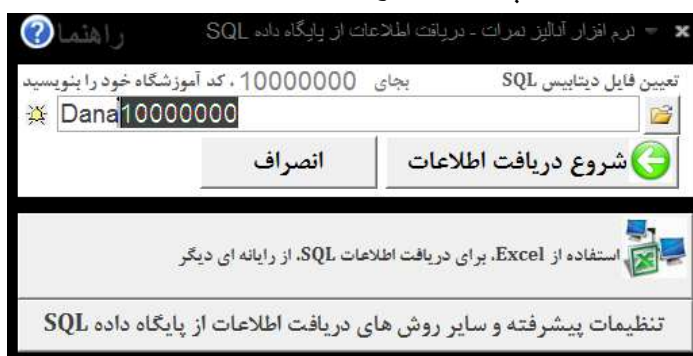 نرم افزار آنالیز نمرات - دریافت اطلاعات از پایگاه داده SQL راهنما
تعیین فایل دیتابیس SQL بجای 10000000 ، کد آموزشگاه خود را بنویسید
Dana10000000
شروع دریافت اطلاعات انصراف
استفاده از Excel، برای دریافت اطلاعات SQL، از رایانه ای دیگر
تنظیمات پیشرفته و سایر روش های دریافت اطلاعات از پایگاه داده SQL